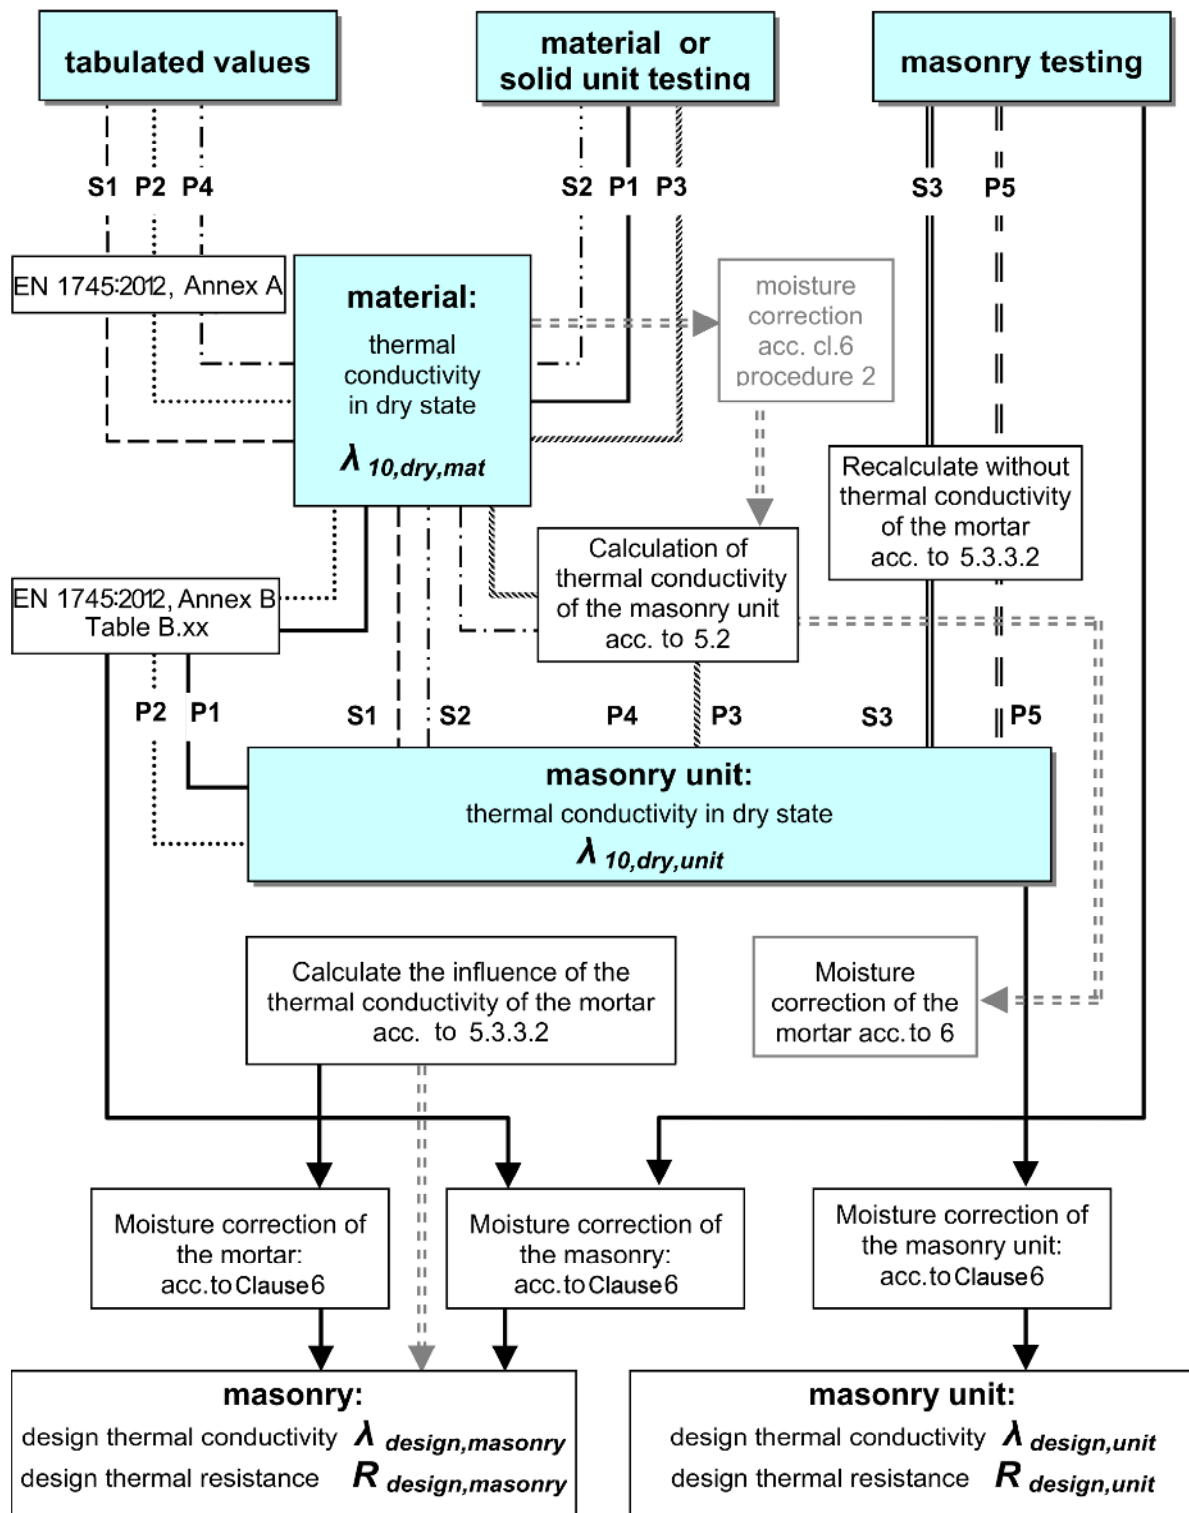 tabulated values
material or
solid unit testing
masonry testing
S1 P2 P4
S2 P1 P3
S3 P5
EN 1745:2012, Annex A
material:
thermal
conductivity
in dry state
λ 10,dry,mat
moisture
correction
acc. cl.6
procedure 2
Recalculate without
thermal conductivity
of the mortar
acc. to 5.3.3.2
Calculation of
thermal conductivity
of the masonry unit
acc. to 5.2
EN 1745:2012, Annex B
Table B.xx
P2 P1 S1 S2 P4 P3 S3 P5
masonry unit:
thermal conductivity in dry state
λ 10,dry,unit
Calculate the influence of the
thermal conductivity of the mortar
acc. to 5.3.3.2
Moisture
correction of the
mortar acc. to 6
Moisture correction of
the mortar:
acc. to Clause 6
Moisture correction of
the masonry:
acc. to Clause 6
Moisture correction of
the masonry unit:
acc. to Clause 6
masonry:
design thermal conductivity λ design,masonry
design thermal resistance R design,masonry
masonry unit:
design thermal conductivity λ design,unit
design thermal resistance R design,unit